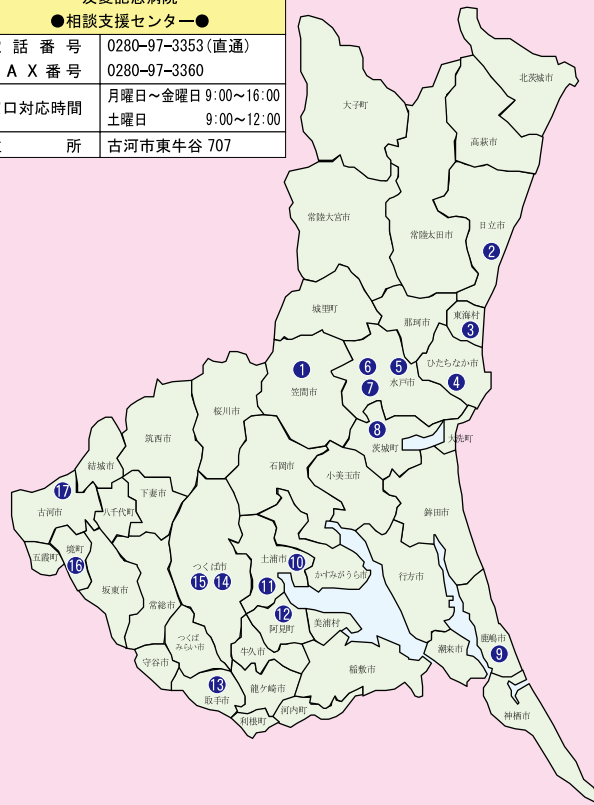 ●相談支援センター●
話番号 0280-97-3353(直通)
AX番号 0280-97-3360
口対応時間 月曜日～金曜日 9:00～16:00
土曜日 9:00～12:00
所 古河市東牛谷 707
北茨城市
大子町
高萩市
常陸大宮市
常陸太田市
日立市
2
城里町
那珂市
東海村
3
ひたちなか市
4
1
笠間市
6
5
7
水戸市
8
茨城町
大洗町
桜川市
筑西市
結城市
石岡市
小美玉市
鉾田市
17
古河市
八千代町
下妻市
五霞町
境町
16
坂東市
常総市
つくば市
15
14
土浦市
10
11
かすみがうら市
行方市
12
阿見町
美浦村
つくば
みらい市
牛久市
守谷市
13
取手市
龍ケ崎市
稲敷市
利根町
河内町
潮来市
鹿嶋市
9
神栖市